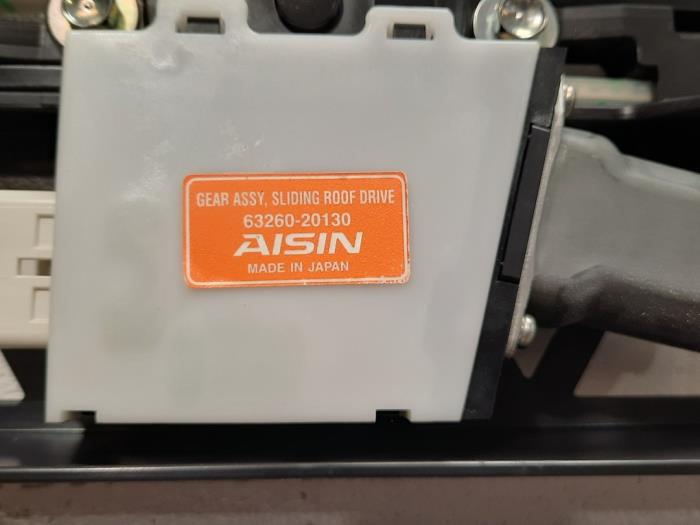 GEAR ASSY, SLIDING ROOF DRIVE
63260-20130
AISIN
MADE IN JAPAN